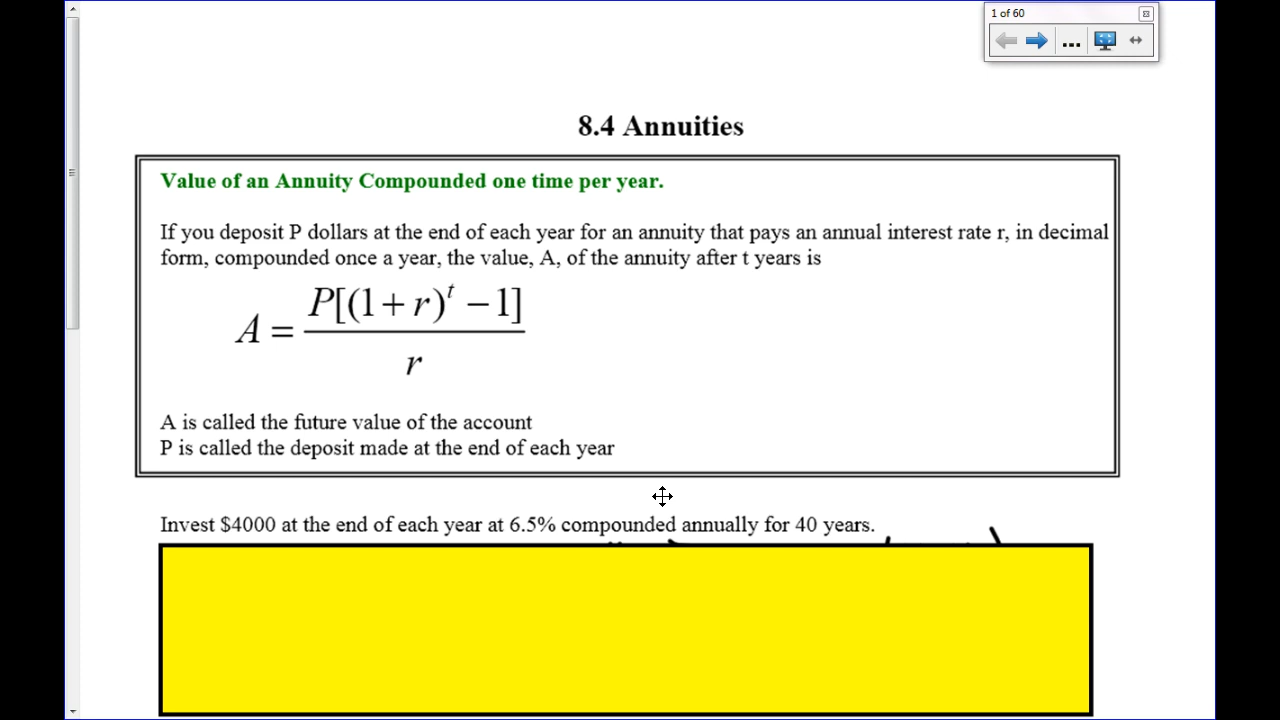 1 of 60
...
8.4 Annuities
Value of an Annuity Compounded one time per year.
If you deposit P dollars at the end of each year for an annuity that pays an annual interest rate r, in decimal
form, compounded once a year, the value, A, of the annuity after t years is
A = P[(1 + r)^t − 1] / r
A is called the future value of the account
P is called the deposit made at the end of each year
Invest $4000 at the end of each year at 6.5% compounded annually for 40 years.